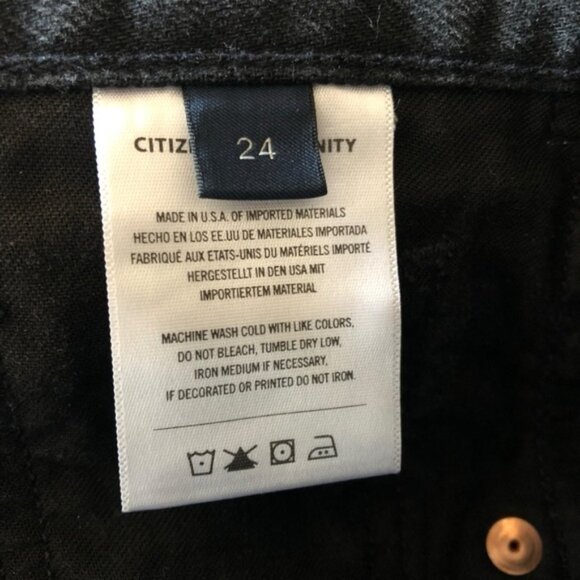 CITIZ NITY
24
MADE IN U.S.A. OF IMPORTED MATERIALS
HECHO EN LOS EE.UU DE MATERIALES IMPORTADA
FABRIQUÉ AUX ETATS-UNIS DU MATÉRIELS IMPORTÉ
HERGESTELLT IN DEN USA MIT
IMPORTIERTEM MATERIAL
MACHINE WASH COLD WITH LIKE COLORS,
DO NOT BLEACH, TUMBLE DRY LOW,
IRON MEDIUM IF NECESSARY,
IF DECORATED OR PRINTED DO NOT IRON.